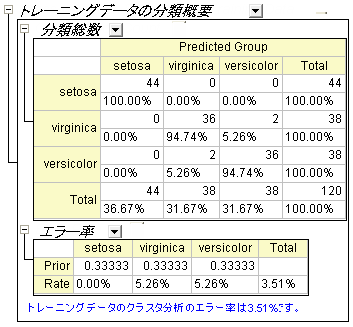 トレーニングデータの分類概要
分類総数
Predicted Group
setosa virginica versicolor Total
setosa 44 0 0 44
100.00% 0.00% 0.00% 100.00%
virginica 0 36 2 38
0.00% 94.74% 5.26% 100.00%
versicolor 0 2 36 38
0.00% 5.26% 94.74% 100.00%
Total 44 38 38 120
36.67% 31.67% 31.67% 100.00%
エラー率
setosa virginica versicolor Total
Prior 0.33333 0.33333 0.33333
Rate 0.00% 5.26% 5.26% 3.51%
トレーニングデータのクラスタ分析のエラー率は3.51%です。